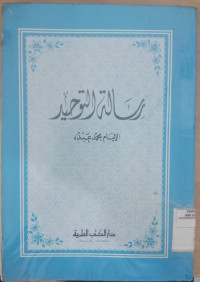 رسالة التوحيد
الإمام محمد عبده
دار الكتب العلمية